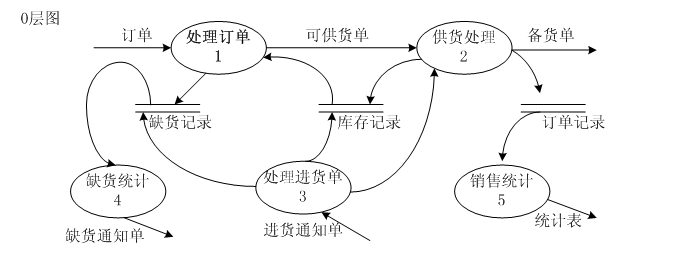 0层图
订单
处理订单
1
可供货单
供货处理
2
备货单
缺货记录
库存记录
订单记录
缺货统计
4
处理进货单
3
销售统计
5
缺货通知单
进货通知单
统计表